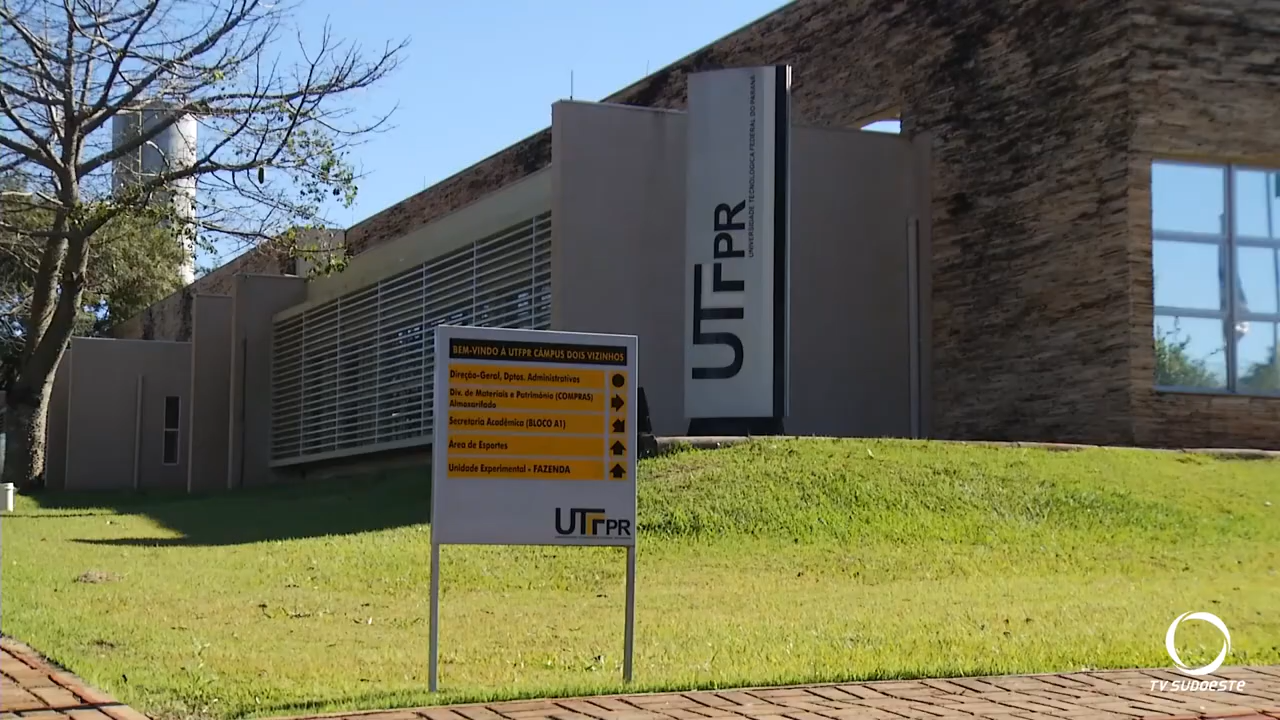 UTFPR
UNIVERSIDADE TECNOLÓGICA FEDERAL DO PARANÁ
BEM-VINDO À UTFPR CÂMPUS DOIS VIZINHOS
Direção-Geral, Dptos. Administrativos
Div. de Materiais e Patrimônio (COMPRAS)
Almoxarifado
Secretaria Acadêmica (BLOCO A1)
Área de Esportes
Unidade Experimental - FAZENDA
UTFPR
TV SUDOESTE